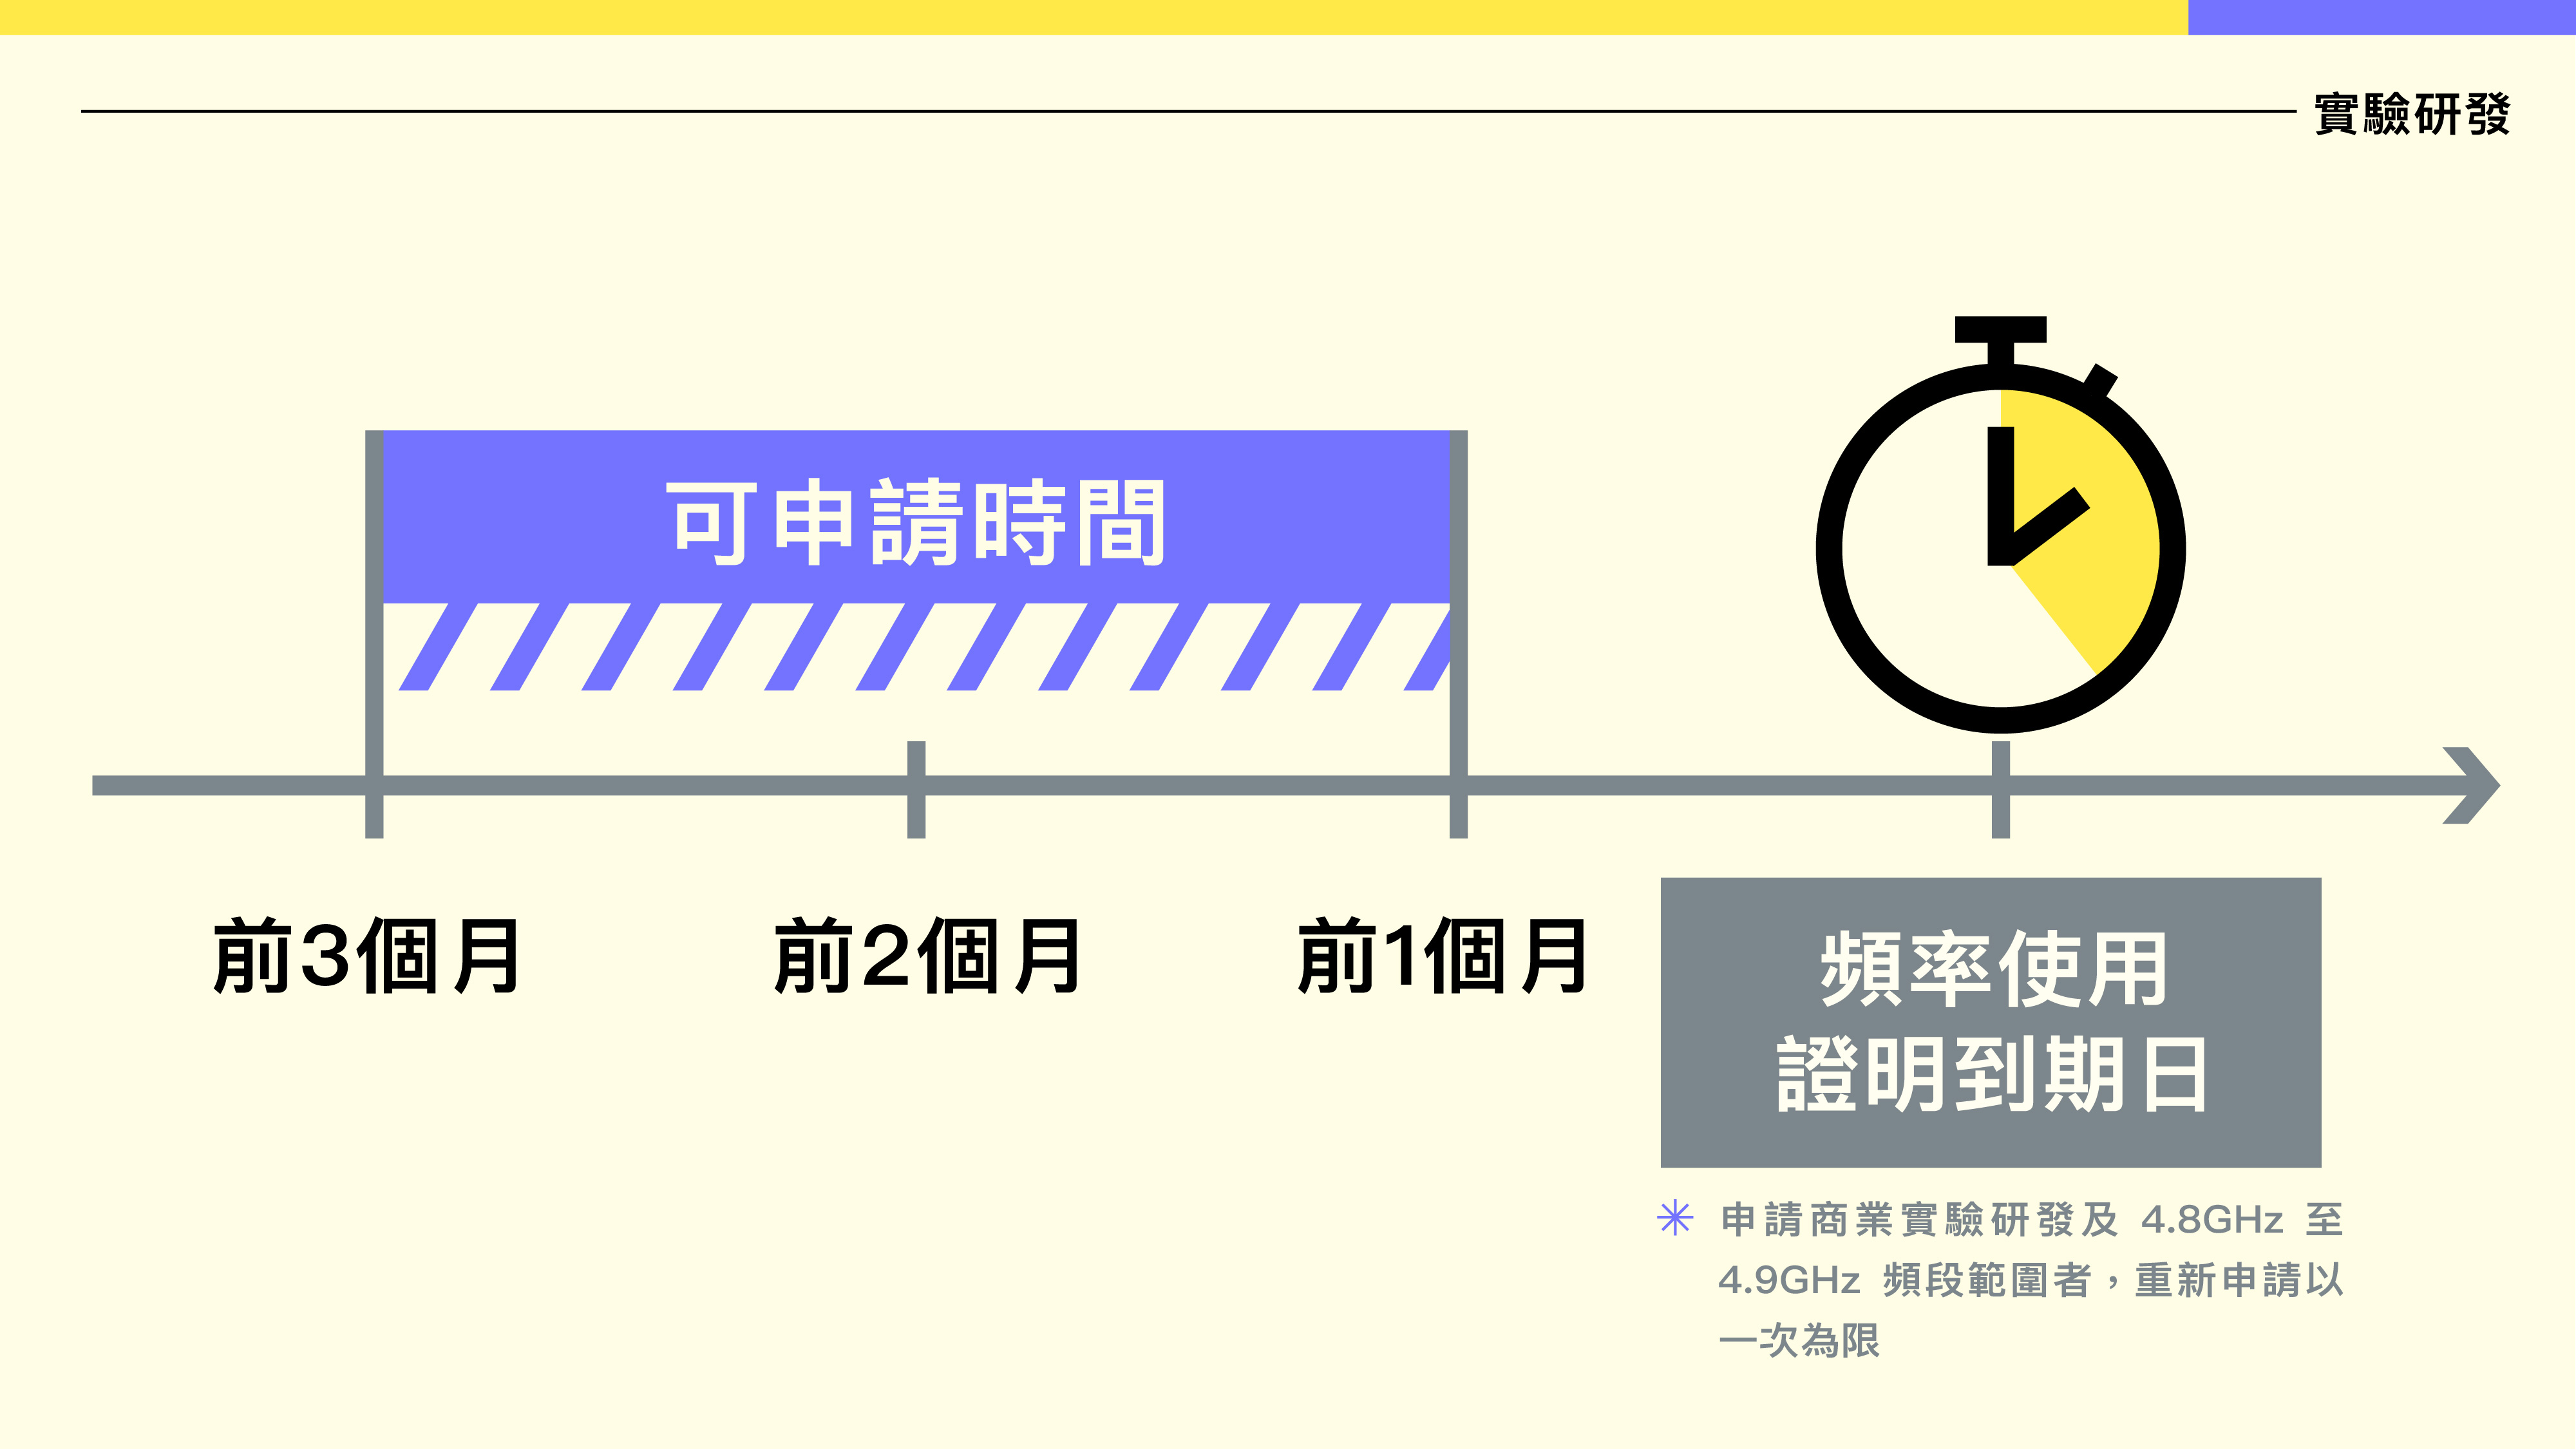 實驗研發
可申請時間
前3個月
前2個月
前1個月
頻率使用
證明到期日
申請商業實驗研發及 4.8GHz 至
4.9GHz 頻段範圍者，重新申請以
一次為限